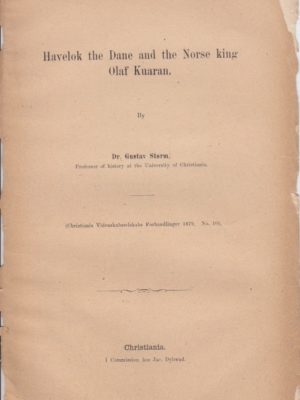 Havelok the Dane and the Norse king
Olaf Kuaran.
By
Dr. Gustav Storm,
Professor of history at the University of Christiania.
(Christiania Videnskabsselskabs Forhandlinger 1879. No. 10).
Christiania.
I Commission hos Jac. Dybwad.